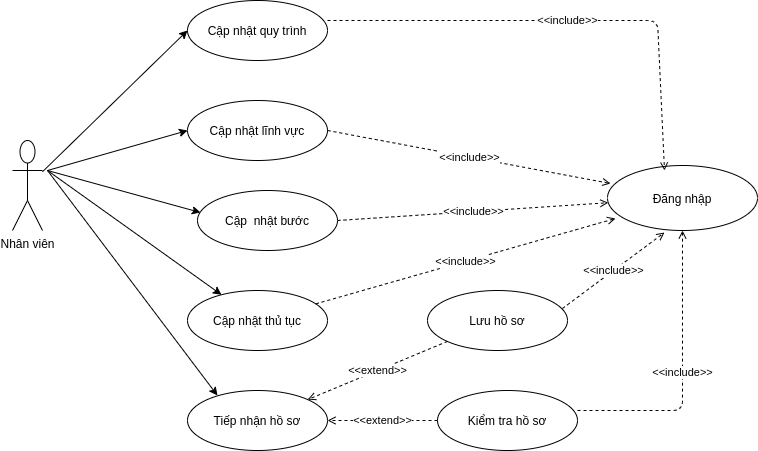 Cập nhật quy trình
<<include>>
Cập nhật lĩnh vực
<<include>>
Đăng nhập
Cập nhật bước
<<include>>
Nhân viên
<<include>>
<<include>>
Cập nhật thủ tục
Lưu hồ sơ
<<extend>>
<<include>>
Tiếp nhận hồ sơ
<<extend>>
Kiểm tra hồ sơ